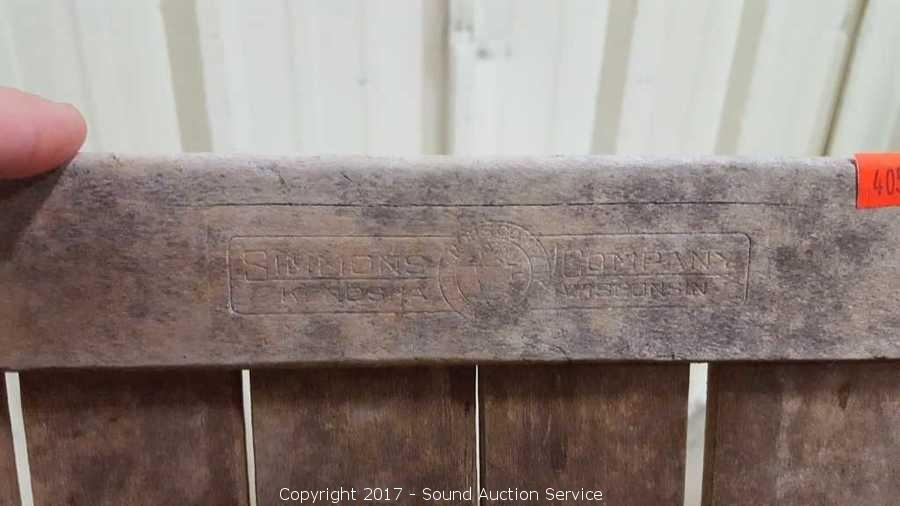 405
SIMMONS COMPANY
KENOSHA WISCONSIN
Copyright 2017 - Sound Auction Service